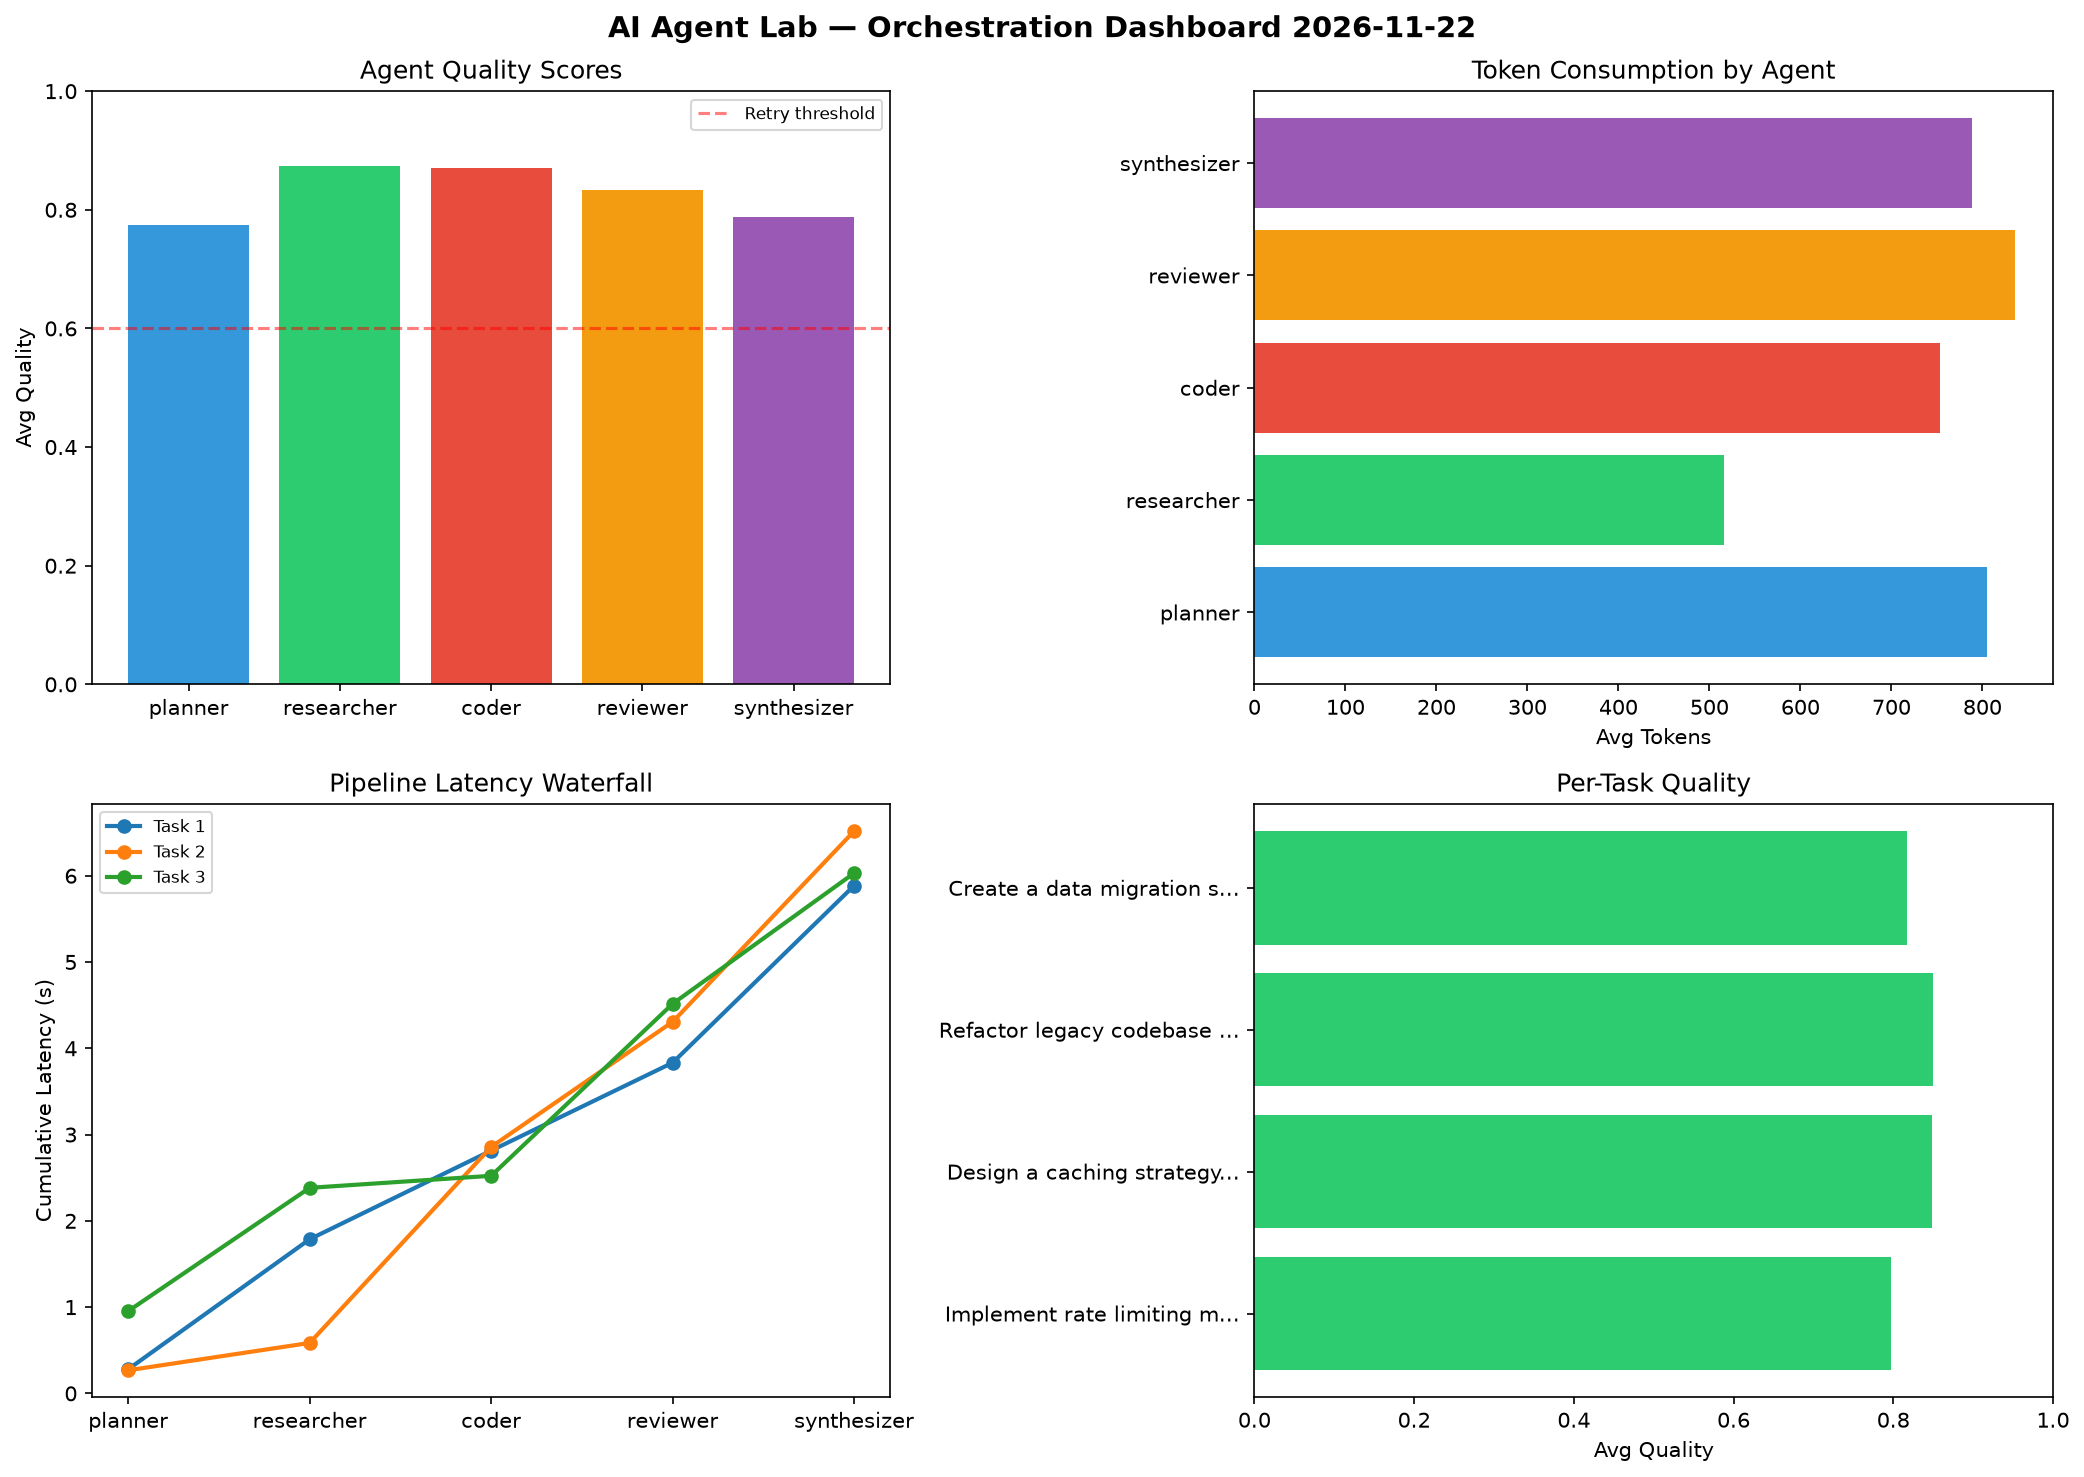 AI Agent Lab — Orchestration Dashboard 2026-11-22
Agent Quality Scores
Avg Quality
1.0
0.8
0.6
0.4
0.2
0.0
Retry threshold
planner researcher coder reviewer synthesizer
Token Consumption by Agent
synthesizer
reviewer
coder
researcher
planner
0 100 200 300 400 500 600 700 800
Avg Tokens
Pipeline Latency Waterfall
Cumulative Latency (s)
Task 1
Task 2
Task 3
6
5
4
3
2
1
0
planner researcher coder reviewer synthesizer
Per-Task Quality
Create a data migration s...
Refactor legacy codebase ...
Design a caching strategy...
Implement rate limiting m...
0.0 0.2 0.4 0.6 0.8 1.0
Avg Quality